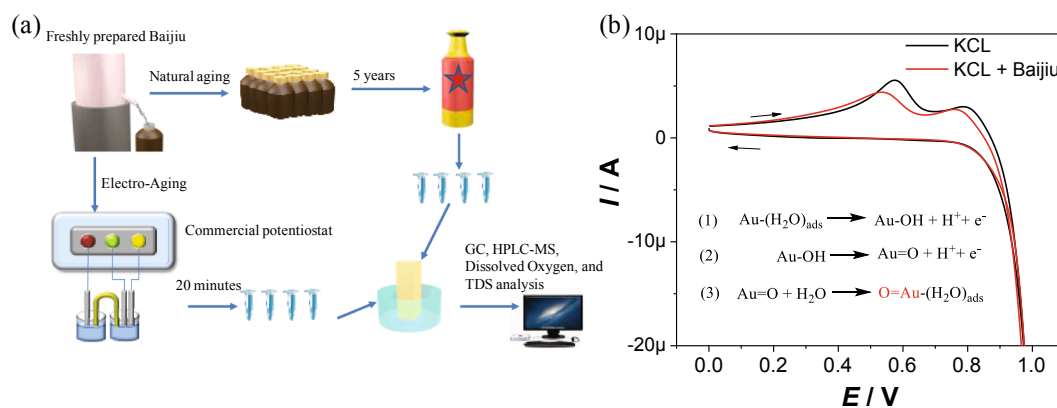 (a)
Freshly prepared Baijiu
Natural aging
5 years
Electro-Aging
Commercial potentiostat
20 minutes
GC, HPLC-MS,
Dissolved Oxygen, and
TDS analysis
(b)
10μ
0
-10μ
-20μ
I / A
KCL
KCL + Baijiu
(1) Au-(H₂O)ads → Au-OH + H⁺+ e⁻
(2) Au-OH → Au=O + H⁺+ e⁻
(3) Au=O + H₂O → O=Au-(H₂O)ads
0.0 0.2 0.4 0.6 0.8 1.0
E / V